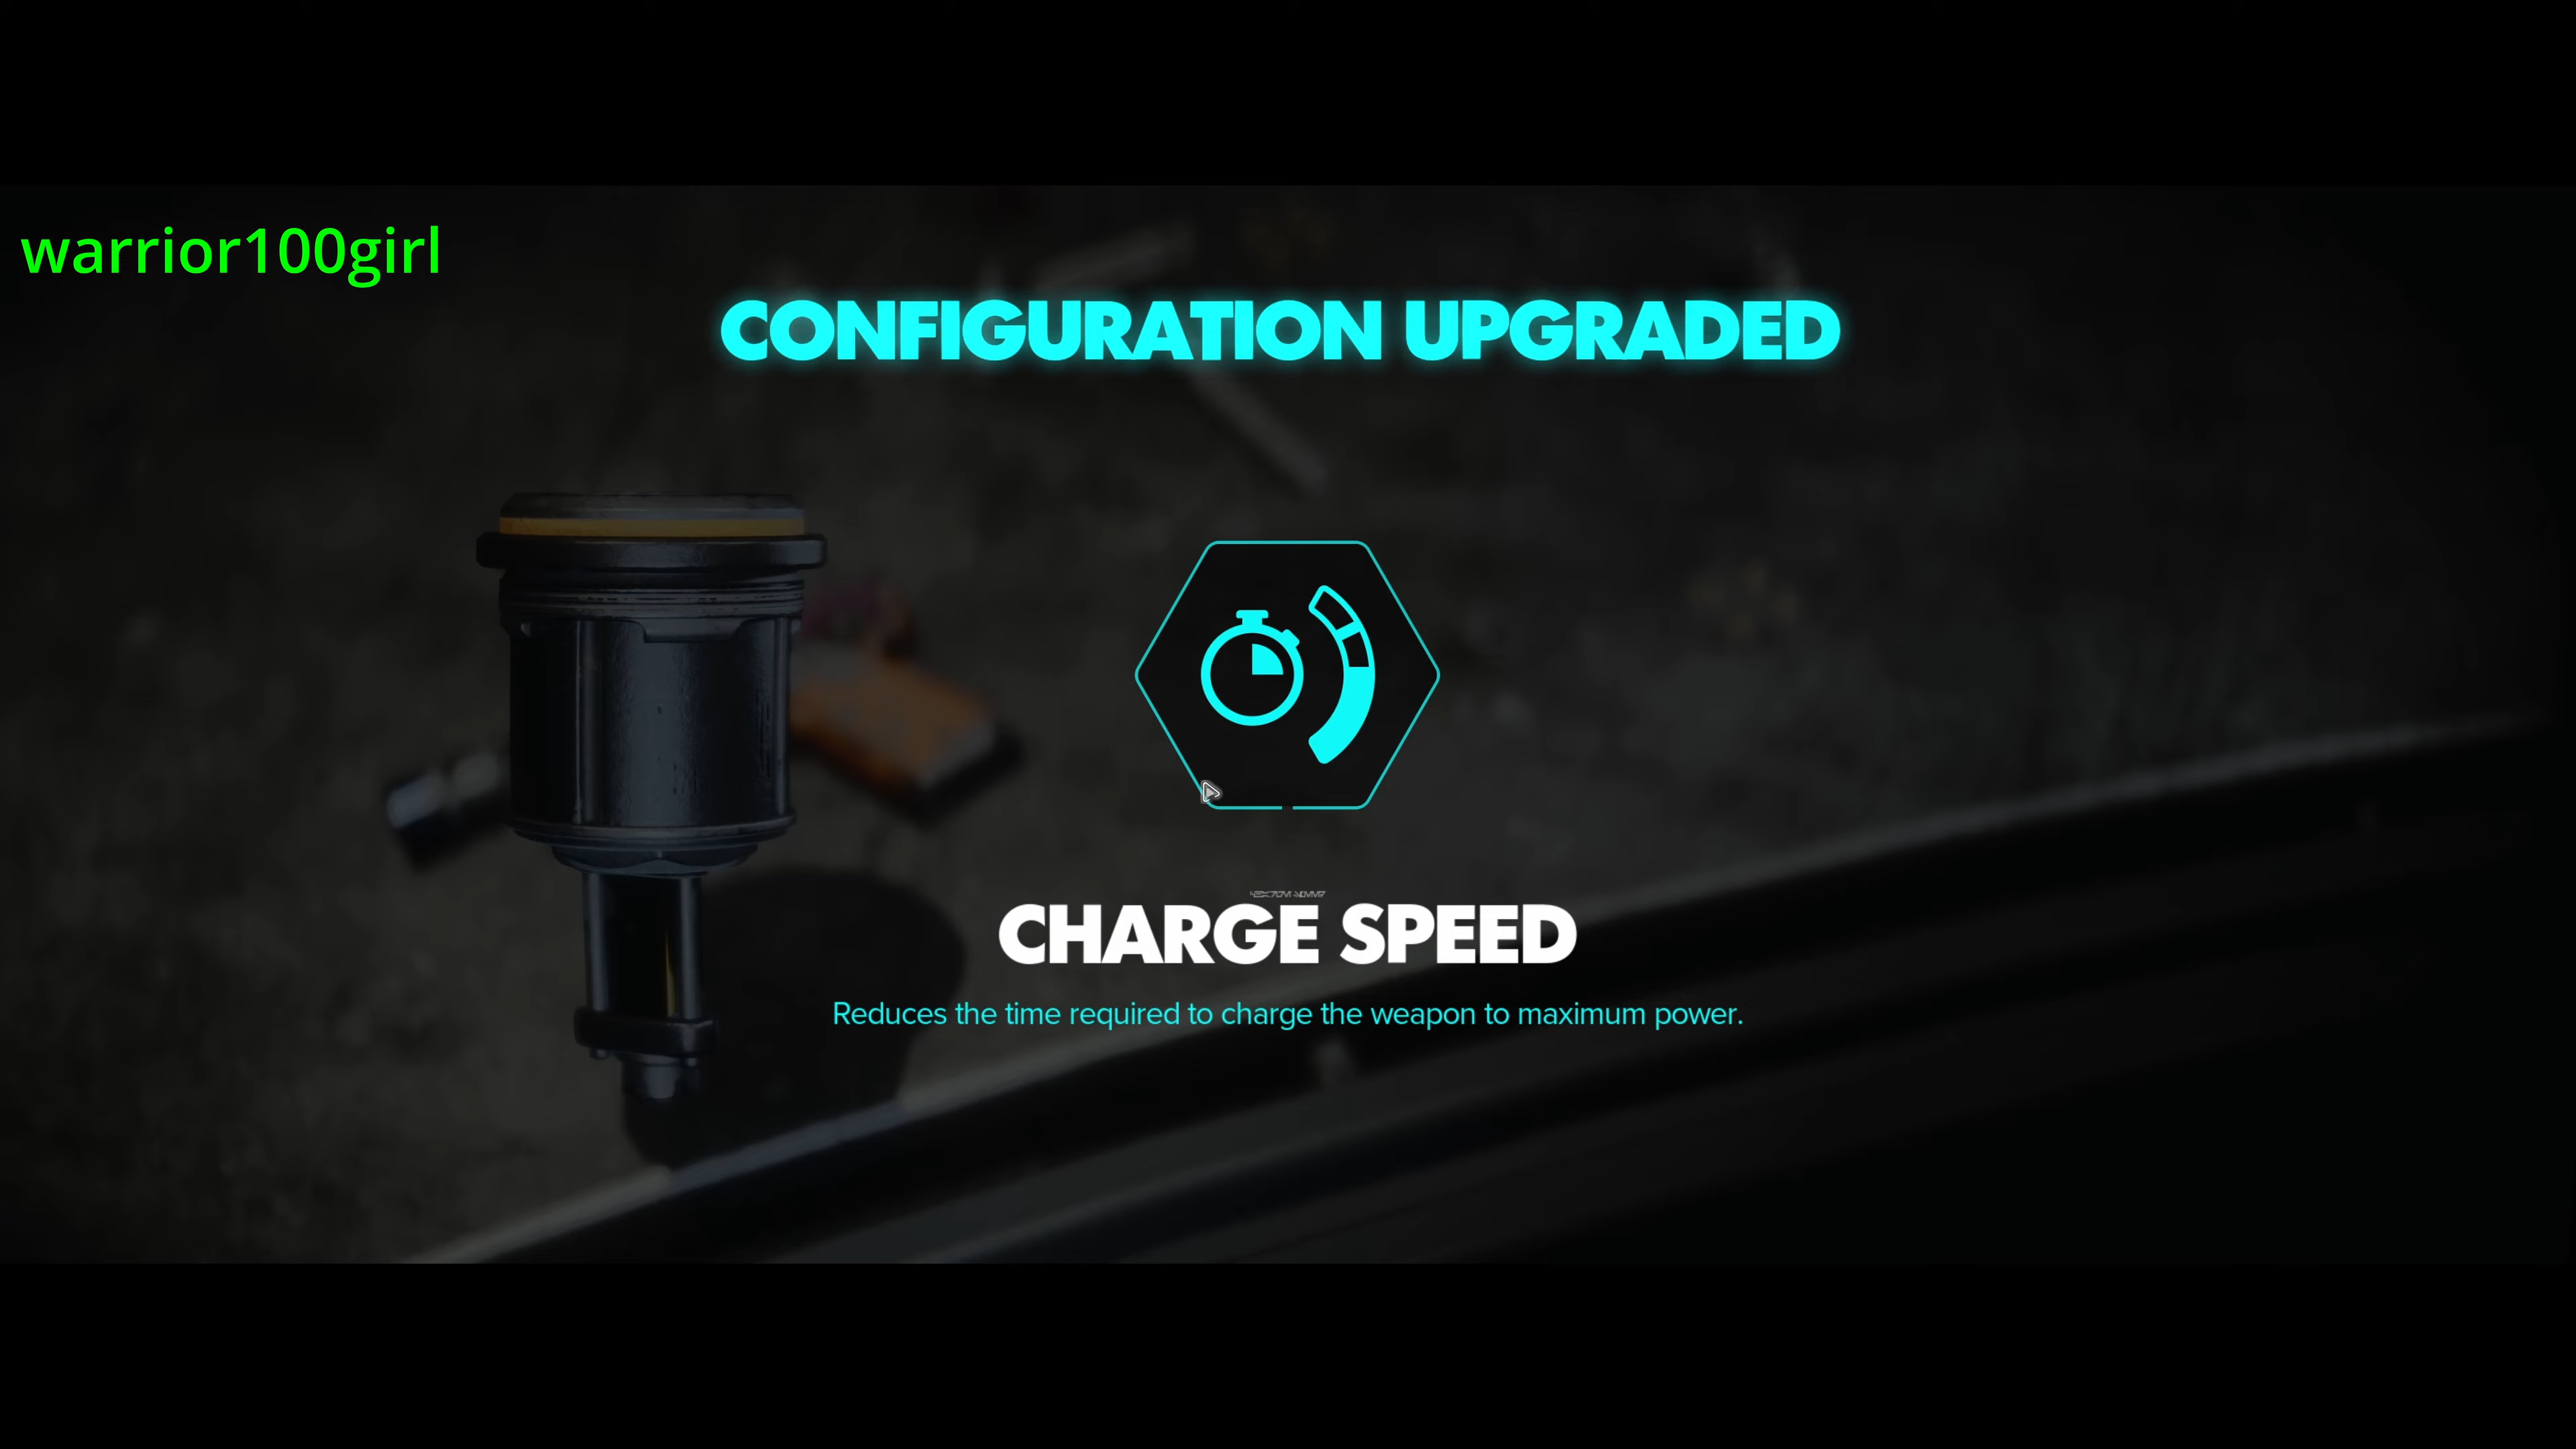 warrior100girl
CONFIGURATION UPGRADED
CHARGE SPEED
Reduces the time required to charge the weapon to maximum power.